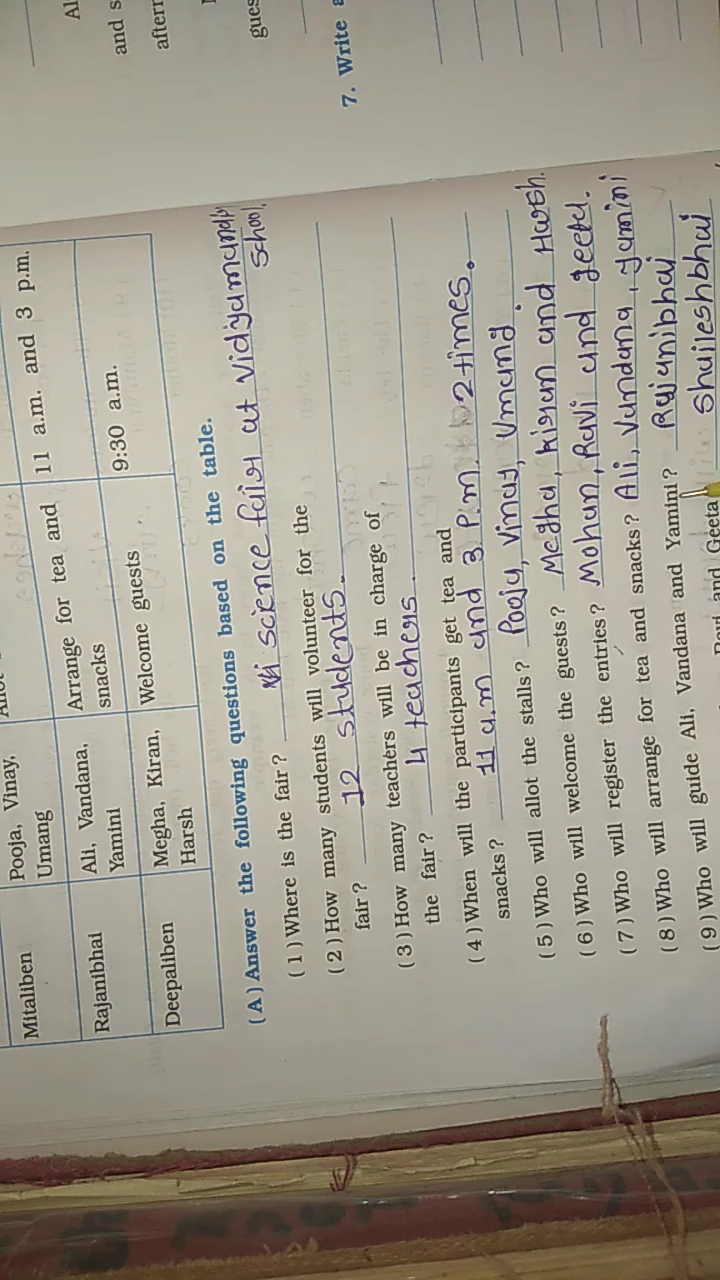 11 a.m. and 3 p.m.
Mitaliben
Pooja, Vinay,
Umang
Rajanibhai
Ali, Vandana,
Yamini
Arrange for tea and
snacks
9:30 a.m.
Deepaliben
Megha, Kiran,
Harsh
Welcome guests
(A) Answer the following questions based on the table.
(1) Where is the fair? science fair at vidyamandir
school.
(2) How many students will volunteer for the
fair? 12 students.
(3) How many teachers will be in charge of
the fair? 4 teachers.
(4) When will the participants get tea and
snacks? 11 a.m and 3 P.m. 2 times.
(5) Who will allot the stalls? Pooja, vinay, Umang
(6) Who will welcome the guests? Megha, kiran and Harsh.
(7) Who will register the entries? Mohan, Ravi and geeta.
(8) Who will arrange for tea and snacks? Ali, Vandana, yamini
(9) Who will guide Ali, Vandana and Yamini? Rajanibhai
and Geeta
Shaileshbhai
Al
and s
after
gues
7. Write a